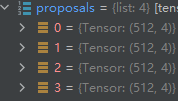 proposals = {list: 4} [ten
0 = {Tensor: (512, 4)}
1 = {Tensor: (512, 4)}
2 = {Tensor: (512, 4)}
3 = {Tensor: (512, 4)}